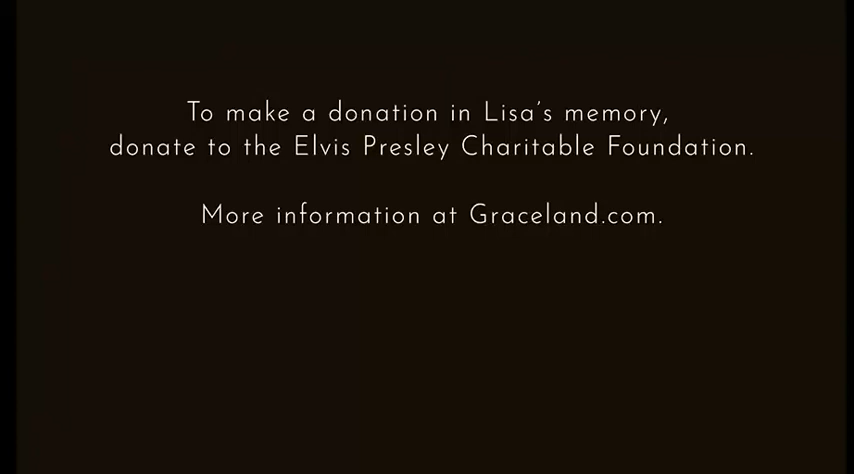 To make a donation in Lisa's memory,
donate to the Elvis Presley Charitable Foundation.
More information at Graceland.com.